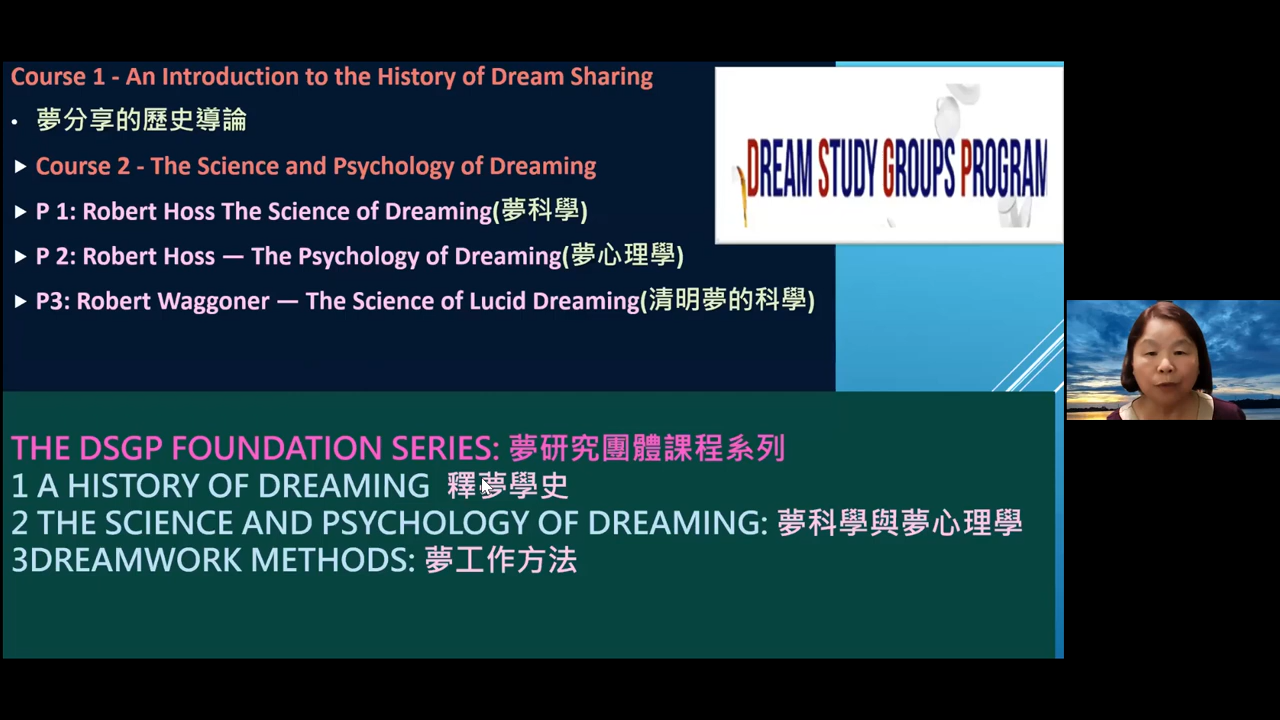 Course 1 - An Introduction to the History of Dream Sharing
• 夢分享的歷史導論
Course 2 - The Science and Psychology of Dreaming
P 1: Robert Hoss The Science of Dreaming(夢科學)
P 2: Robert Hoss — The Psychology of Dreaming(夢心理學)
P3: Robert Waggoner — The Science of Lucid Dreaming(清明夢的科學)
DREAM STUDY GROUPS PROGRAM
THE DSGP FOUNDATION SERIES: 夢研究團體課程系列
1 A HISTORY OF DREAMING 釋夢學史
2 THE SCIENCE AND PSYCHOLOGY OF DREAMING: 夢科學與夢心理學
3DREAMWORK METHODS: 夢工作方法